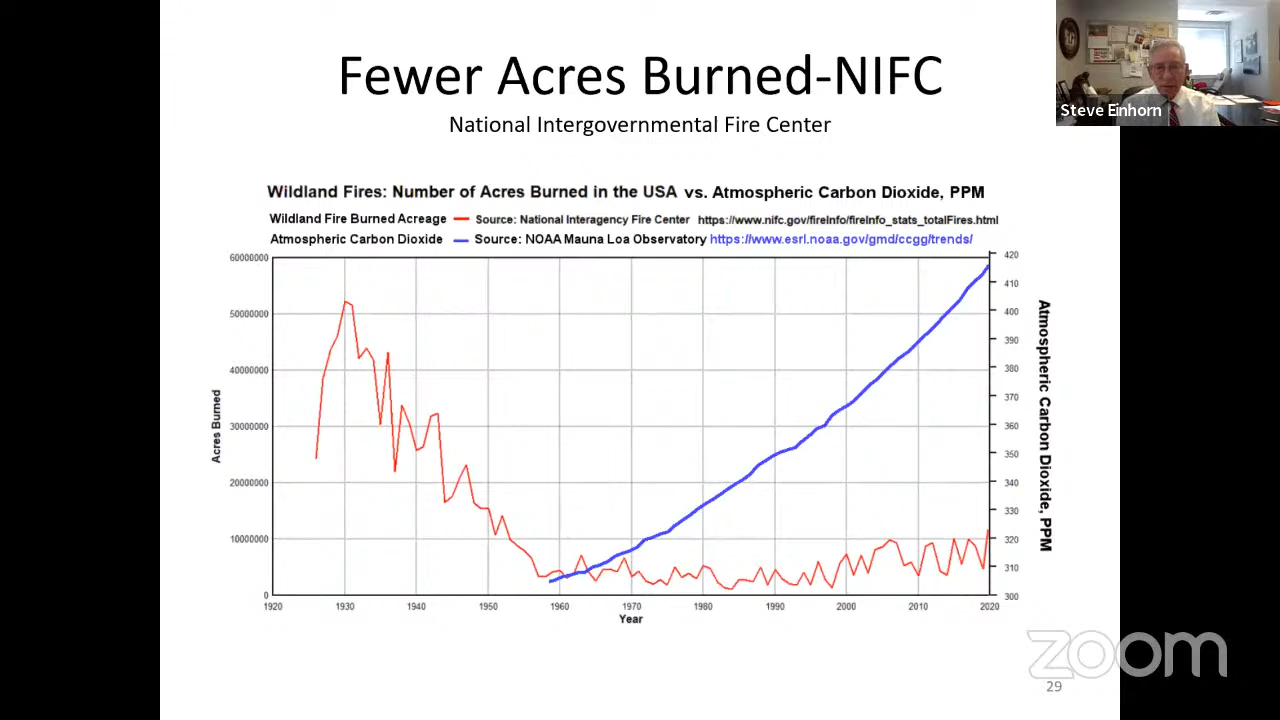 Fewer Acres Burned-NIFC
National Intergovernmental Fire Center
Steve Einhorn
Wildland Fires: Number of Acres Burned in the USA vs. Atmospheric Carbon Dioxide, PPM
Wildland Fire Burned Acreage Source: National Interagency Fire Center https://www.nifc.gov/fireInfo/fireInfo_stats_totalFires.html
Atmospheric Carbon Dioxide Source: NOAA Mauna Loa Observatory https://www.esrl.noaa.gov/gmd/ccgg/trends/
60000000
50000000
40000000
30000000
20000000
10000000
0
Acres Burned
420
410
400
390
380
370
360
350
340
330
320
310
300
Atmospheric Carbon Dioxide, PPM
1920 1930 1940 1950 1960 1970 1980 1990 2000 2010 2020
Year
zoom
29